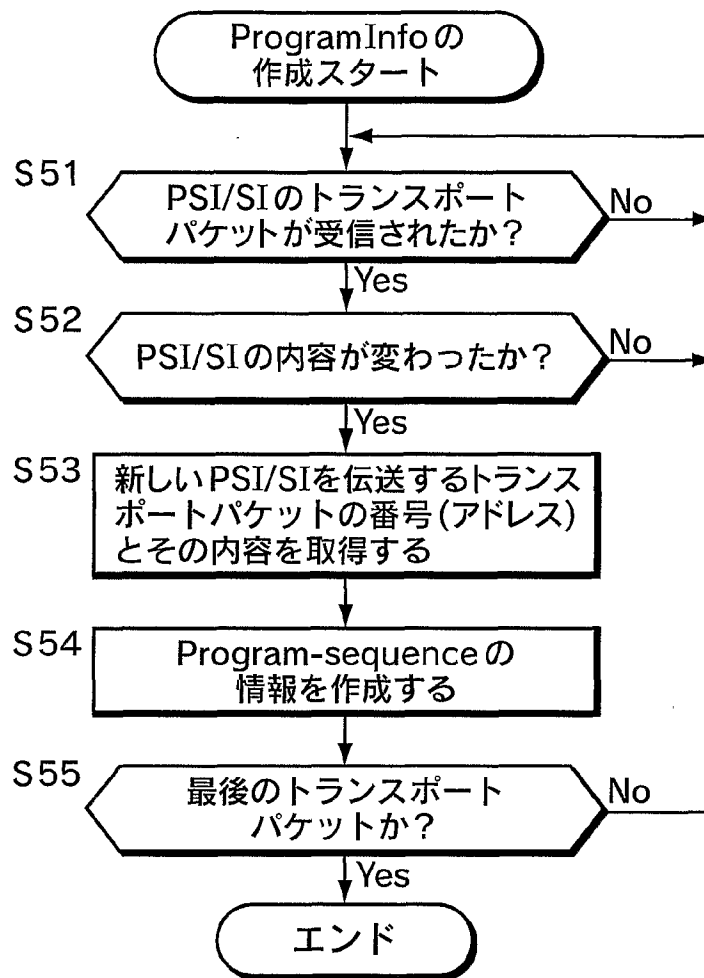 ProgramInfoの
作成スタート
S51
PSI/SIのトランスポート
パケットが受信されたか？
No
Yes
S52
PSI/SIの内容が変わったか？
No
Yes
S53
新しいPSI/SIを伝送するトランス
ポートパケットの番号(アドレス)
とその内容を取得する
S54
Program-sequenceの
情報を作成する
S55
最後のトランスポート
パケットか？
No
Yes
エンド